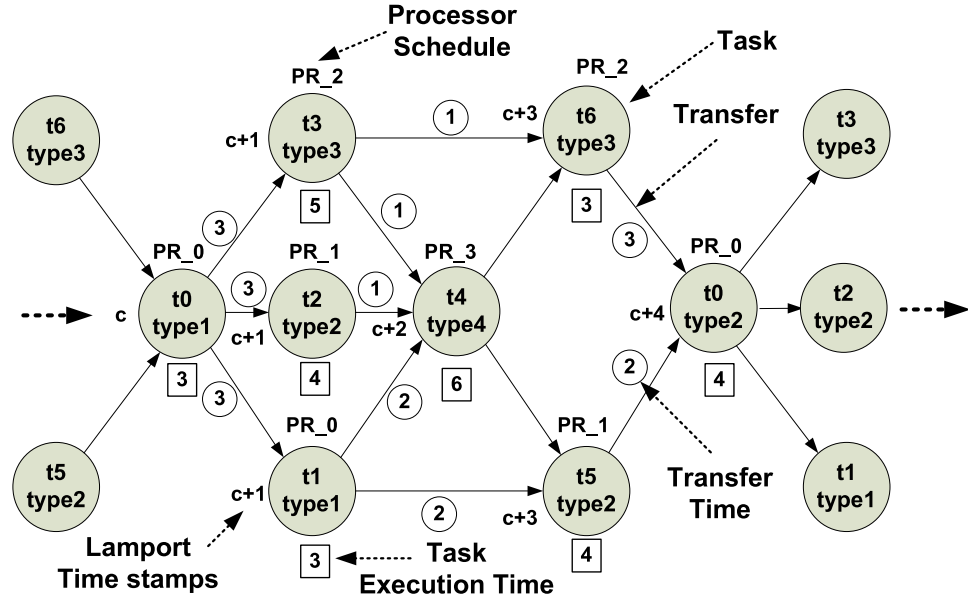 Processor
Schedule
Task
PR_2
PR_2
t6
type3
c+1
t3
type3
1
c+3
t6
type3
Transfer
t3
type3
5
3
3
1
3
PR_0
PR_1
PR_3
PR_0
c
t0
type1
3
c+1
t2
type2
1
c+2
t4
type4
c+4
t0
type2
t2
type2
3
3
4
2
6
2
4
PR_0
PR_1
t5
type2
c+1
t1
type1
2
c+3
t5
type2
Transfer
Time
t1
type1
Lamport
Time stamps
3
Task
Execution Time
4